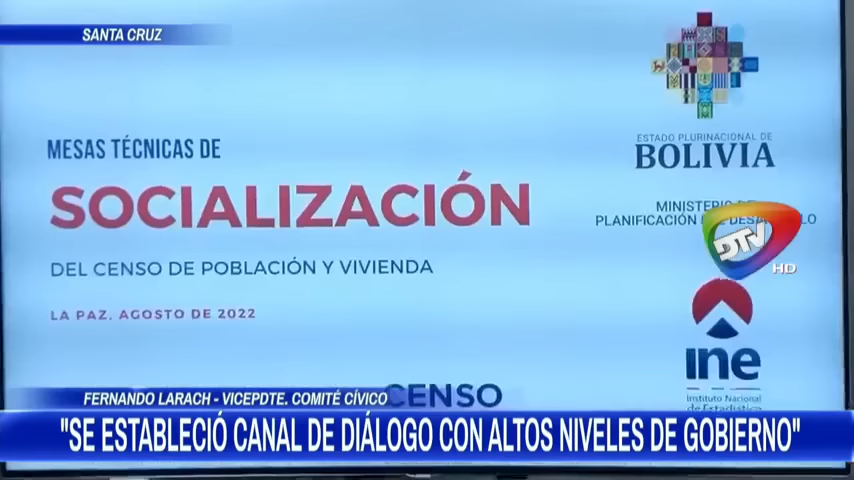 SANTA CRUZ
ESTADO PLURINACIONAL DE
BOLIVIA
MESAS TÉCNICAS DE
SOCIALIZACIÓN
MINISTERIO DE
PLANIFICACIÓN
DTV
HD
DEL CENSO DE POBLACIÓN Y VIVIENDA
LA PAZ, AGOSTO DE 2022
ine
Instituto Nacional
de Estadística
CENSO
FERNANDO LARACH - VICEPDTE. COMITÉ CÍVICO
"SE ESTABLECIÓ CANAL DE DIÁLOGO CON ALTOS NIVELES DE GOBIERNO"